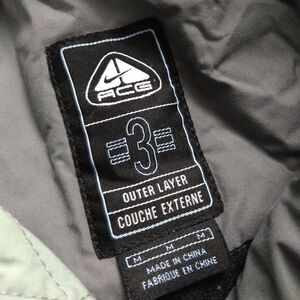 ACG
3
OUTER LAYER
COUCHE EXTERNE
M M M
MADE IN CHINA
FABRIQUÉ EN CHINE